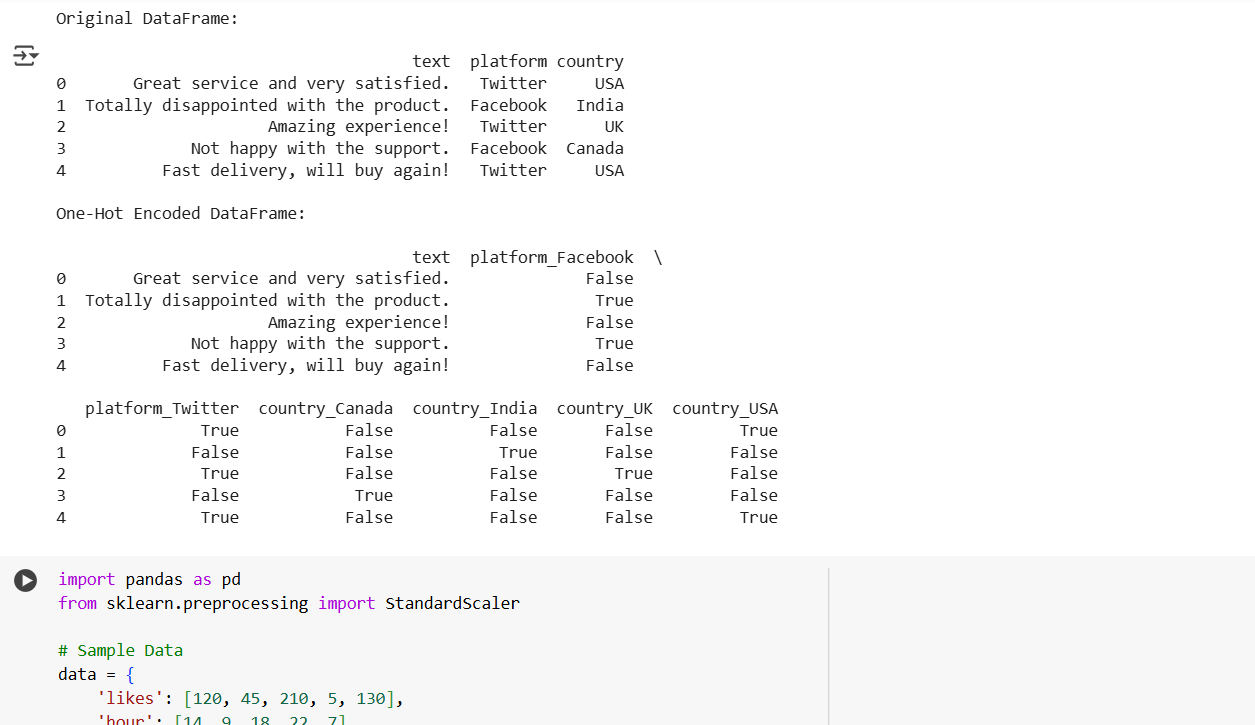 Original DataFrame:
text platform country
0 Great service and very satisfied. Twitter USA
1 Totally disappointed with the product. Facebook India
2 Amazing experience! Twitter UK
3 Not happy with the support. Facebook Canada
4 Fast delivery, will buy again! Twitter USA
One-Hot Encoded DataFrame:
text platform_Facebook \
0 Great service and very satisfied. False
1 Totally disappointed with the product. True
2 Amazing experience! False
3 Not happy with the support. True
4 Fast delivery, will buy again! False
platform_Twitter country_Canada country_India country_UK country_USA
0 True False False False True
1 False False True False False
2 True False False True False
3 False True False False False
4 True False False False True
import pandas as pd
from sklearn.preprocessing import StandardScaler
# Sample Data
data = {
'likes': [120, 45, 210, 5, 130],
'hour': [14, 9, 18, 22, 7]